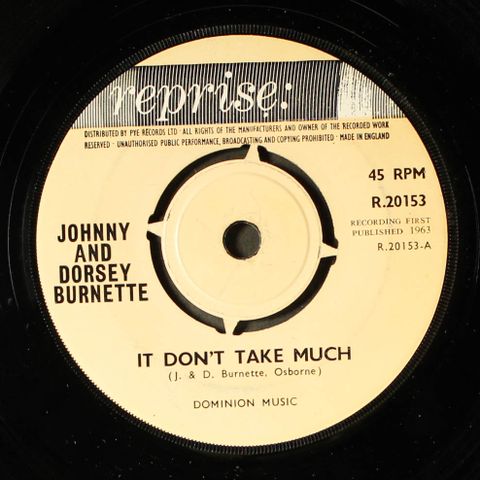 reprise:
DISTRIBUTED BY PYE RECORDS LTD · ALL RIGHTS OF THE MANUFACTURERS AND OWNER OF THE RECORDED WORK
RESERVED · UNAUTHORISED PUBLIC PERFORMANCE, BROADCASTING AND COPYING PROHIBITED · MADE IN ENGLAND
45 RPM
R.20153
RECORDING FIRST
PUBLISHED 1963
R.20153-A
JOHNNY
AND
DORSEY
BURNETTE
IT DON'T TAKE MUCH
(J. & D. Burnette, Osborne)
DOMINION MUSIC